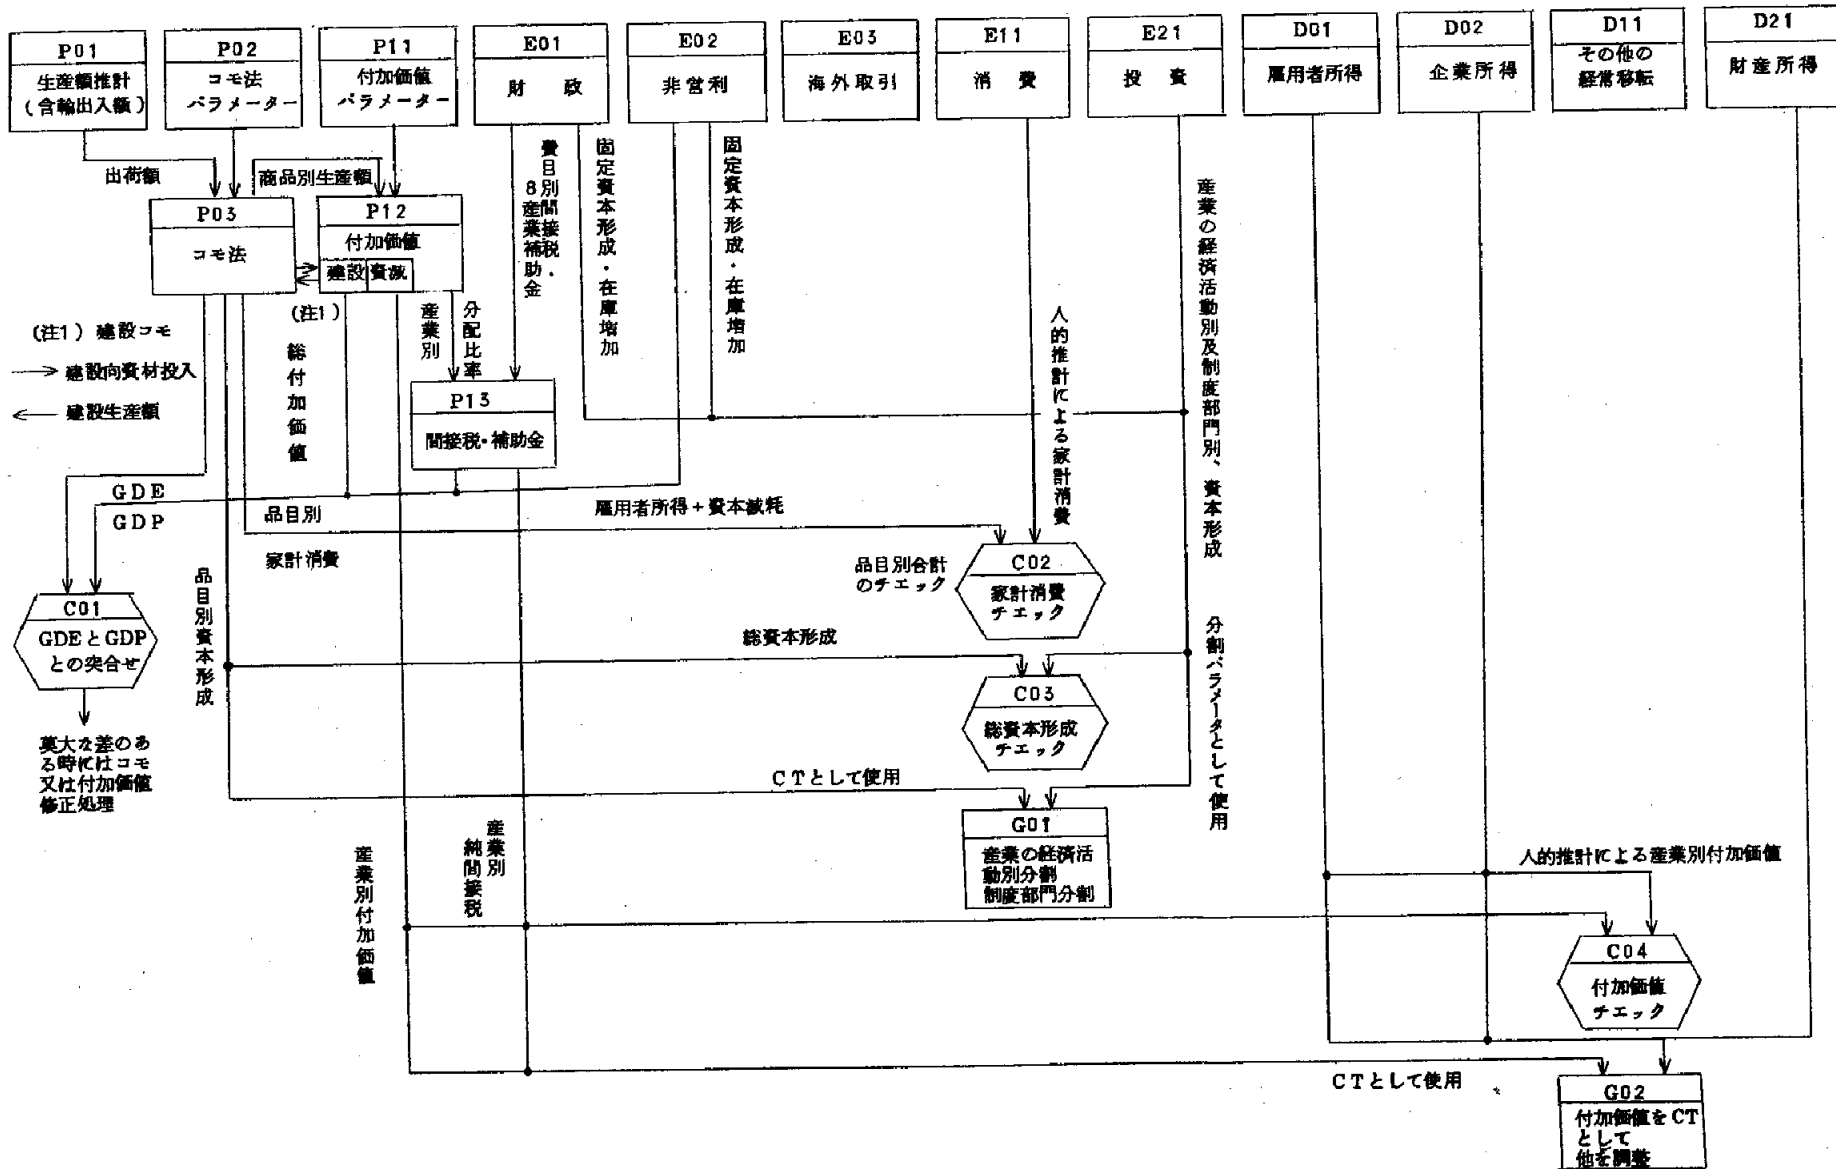 P01
生産額推計
(含輸出入額)
P02
コモ法
パラメーター
P11
付加価値
パラメーター
E01
財政
E02
非営利
E03
海外取引
E11
消費
E21
投資
D01
雇用者所得
D02
企業所得
D11
その他の
経常移転
D21
財産所得
出荷額
商品別生産額
費目別間接税・
8産業補助金
固定資本形成・在庫増加
固定資本形成・在庫増加
産業の経済活動別及制度部門別、資本形成
P03
コモ法
P12
付加価値
建設
資減
(注1)
(注1) 建設コモ
→ 建設向資材投入
← 建設生産額
総付加価値
産業別
分配比率
人的推計による家計消費
P13
間接税・補助金
GDE
GDP
品目別
家計消費
雇用者所得+資本減耗
品目別合計
のチェック
C02
家計消費
チェック
C01
GDEとGDP
との突合せ
莫大な差のあ
る時にはコモ
又は付加価値
修正処理
品目別資本形成
総資本形成
分割パラメータとして使用
C03
総資本形成
チェック
CTとして使用
G01
産業の経済活
動別分割
制度部門分割
産業別付加価値
産業別
純間接税
人的推計による産業別付加価値
C04
付加価値
チェック
CTとして使用
G02
付加価値をCT
として
他を調整